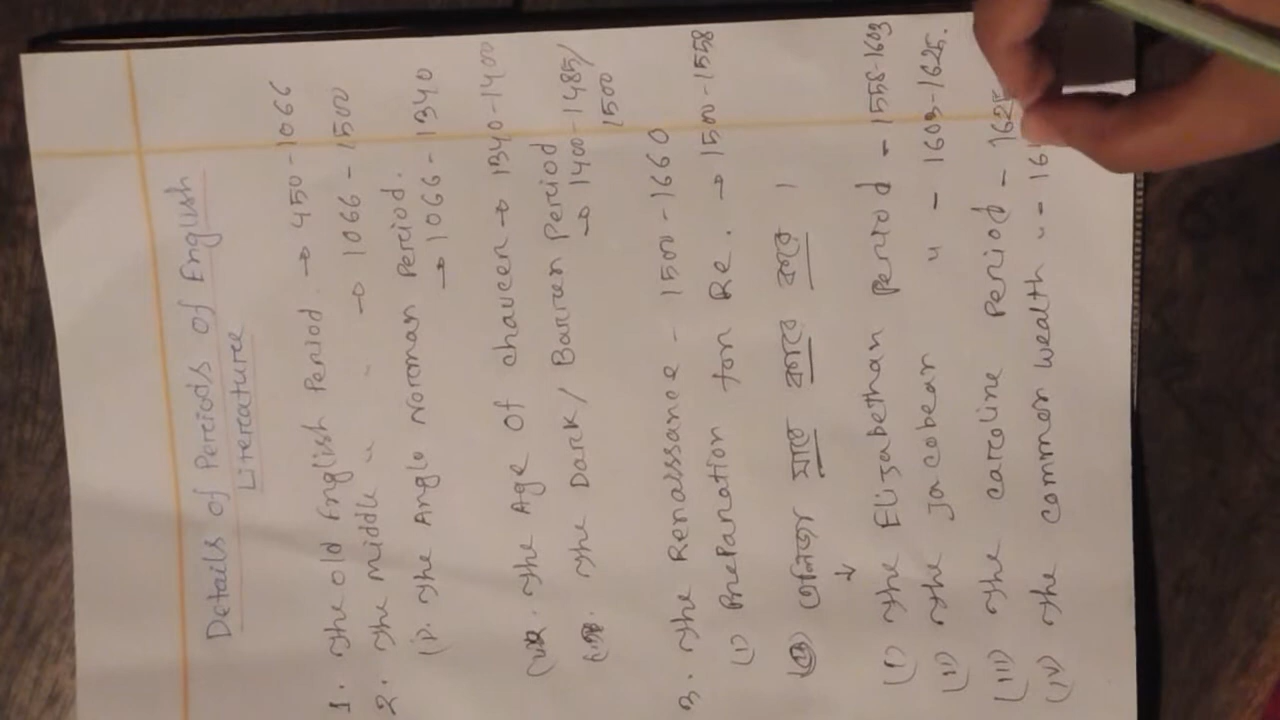 Details of Periods of English
Literature
1. The old English Period. → 450-1066
2. The middle " " → 1066 - 1500
(i). The Anglo Norman Period.
→ 1066 - 1340
The Age of chaucer → 1340-1400
The Dark / Barren Period
→ 1400-1485/
1500
3. The Renaissane - 1500-1660
(i) Preparation for Re. → 1500-1558
এলিজা যাবে কারে কারে।
↓
(i) The Elizabethan Period - 1558-1603
(ii) The Jacobean " - 1603-1625.
(iii) The caroline Period - 1625
(iv) The common wealth " - 16